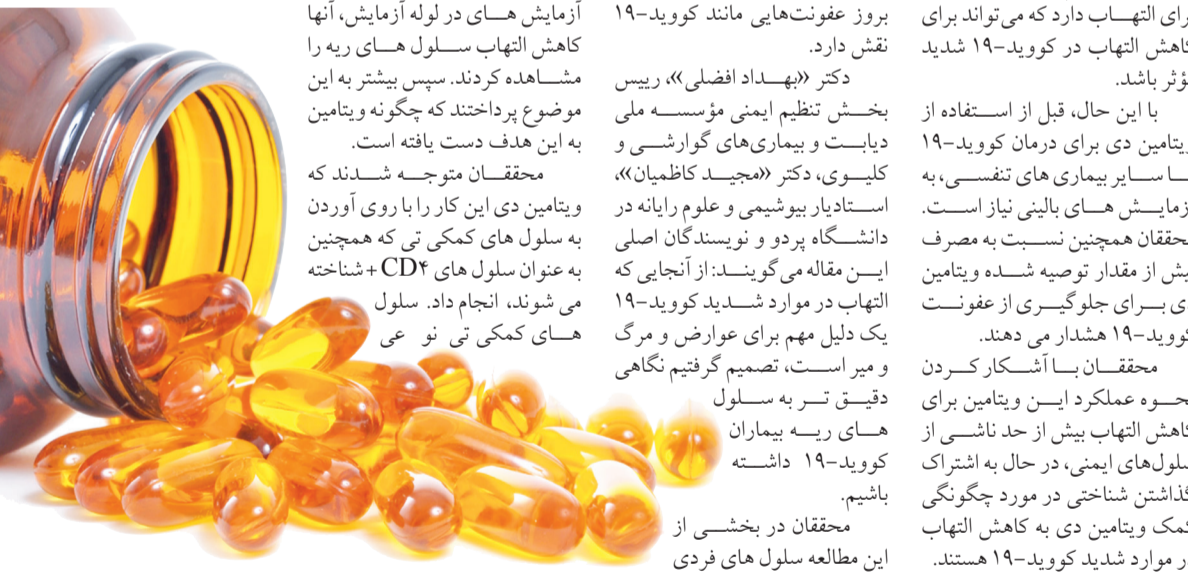 برای التهاب دارد که می‌تواند برای
کاهش التهاب در کووید-۱۹ شدید
مؤثر باشد.
با این حال، قبل از استفاده از
ویتامین دی برای درمان کووید-۱۹
یا سایر بیماری های تنفسی، به
آزمایش های بالینی نیاز است.
محققان همچنین نسبت به مصرف
بیش از مقدار توصیه شده ویتامین
دی برای جلوگیری از عفونت
کووید-۱۹ هشدار می دهند.
محققان با آشکار کردن
نحوه عملکرد این ویتامین برای
کاهش التهاب بیش از حد ناشی از
سلول‌های ایمنی، در حال به اشتراک
گذاشتن شناختی در مورد چگونگی
کمک ویتامین دی به کاهش التهاب
در موارد شدید کووید-۱۹ هستند.
بروز عفونت‌هایی مانند کووید-۱۹
نقش دارد.
دکتر «بهداد افضلی»، رییس
بخش تنظیم ایمنی مؤسسه ملی
دیابت و بیماری‌های گوارشی و
کلیوی، دکتر «مجید کاظمیان»،
استادیار بیوشیمی و علوم رایانه در
دانشگاه پردو و نویسندگان اصلی
این مقاله می‌گویند: از آنجایی که
التهاب در موارد شدید کووید-۱۹
یک دلیل مهم برای عوارض و مرگ
و میر است، تصمیم گرفتیم نگاهی
دقیق تر به سلول
های ریه بیماران
کووید-۱۹ داشته
باشیم.
محققان در بخشی از
این مطالعه سلول های فردی
آزمایش های در لوله آزمایش، آنها
کاهش التهاب سلول های ریه را
مشاهده کردند. سپس بیشتر به این
موضوع پرداختند که چگونه ویتامین
به این هدف دست یافته است.
محققان متوجه شدند که
ویتامین دی این کار را با روی آوردن
به سلول های کمکی تی که همچنین
به عنوان سلول های CD۴+ شناخته
می شوند، انجام داد. سلول
های کمکی تی نو عی